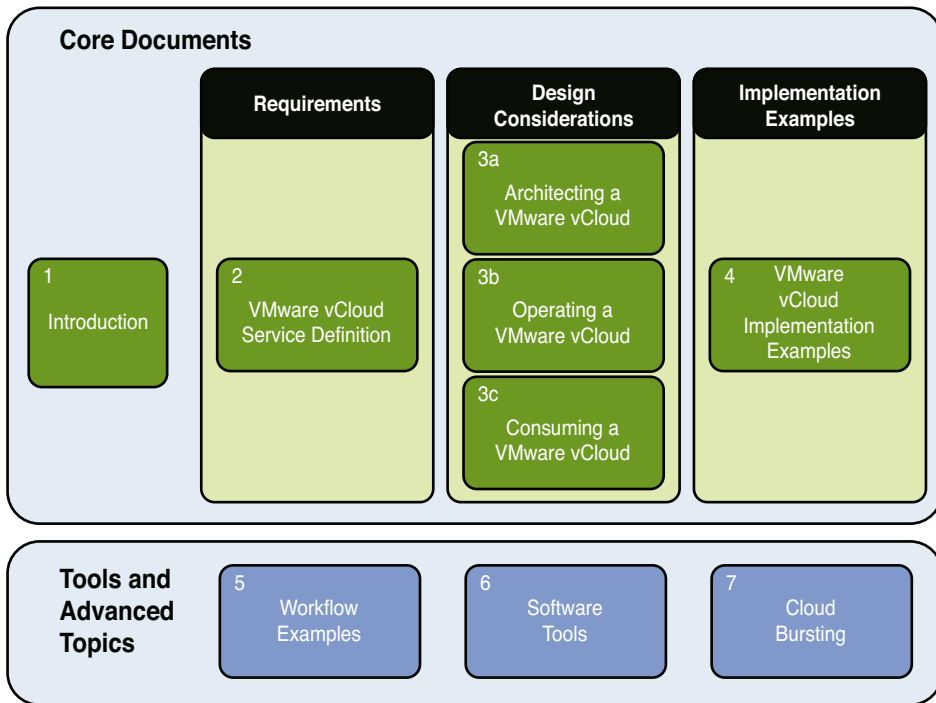 Core Documents
Requirements
Design
Considerations
Implementation
Examples
1
Introduction
2
VMware vCloud
Service Definition
3a
Architecting a
VMware vCloud
3b
Operating a
VMware vCloud
3c
Consuming a
VMware vCloud
4
VMware
vCloud
Implementation
Examples
Tools and
Advanced
Topics
5
Workflow
Examples
6
Software
Tools
7
Cloud
Bursting